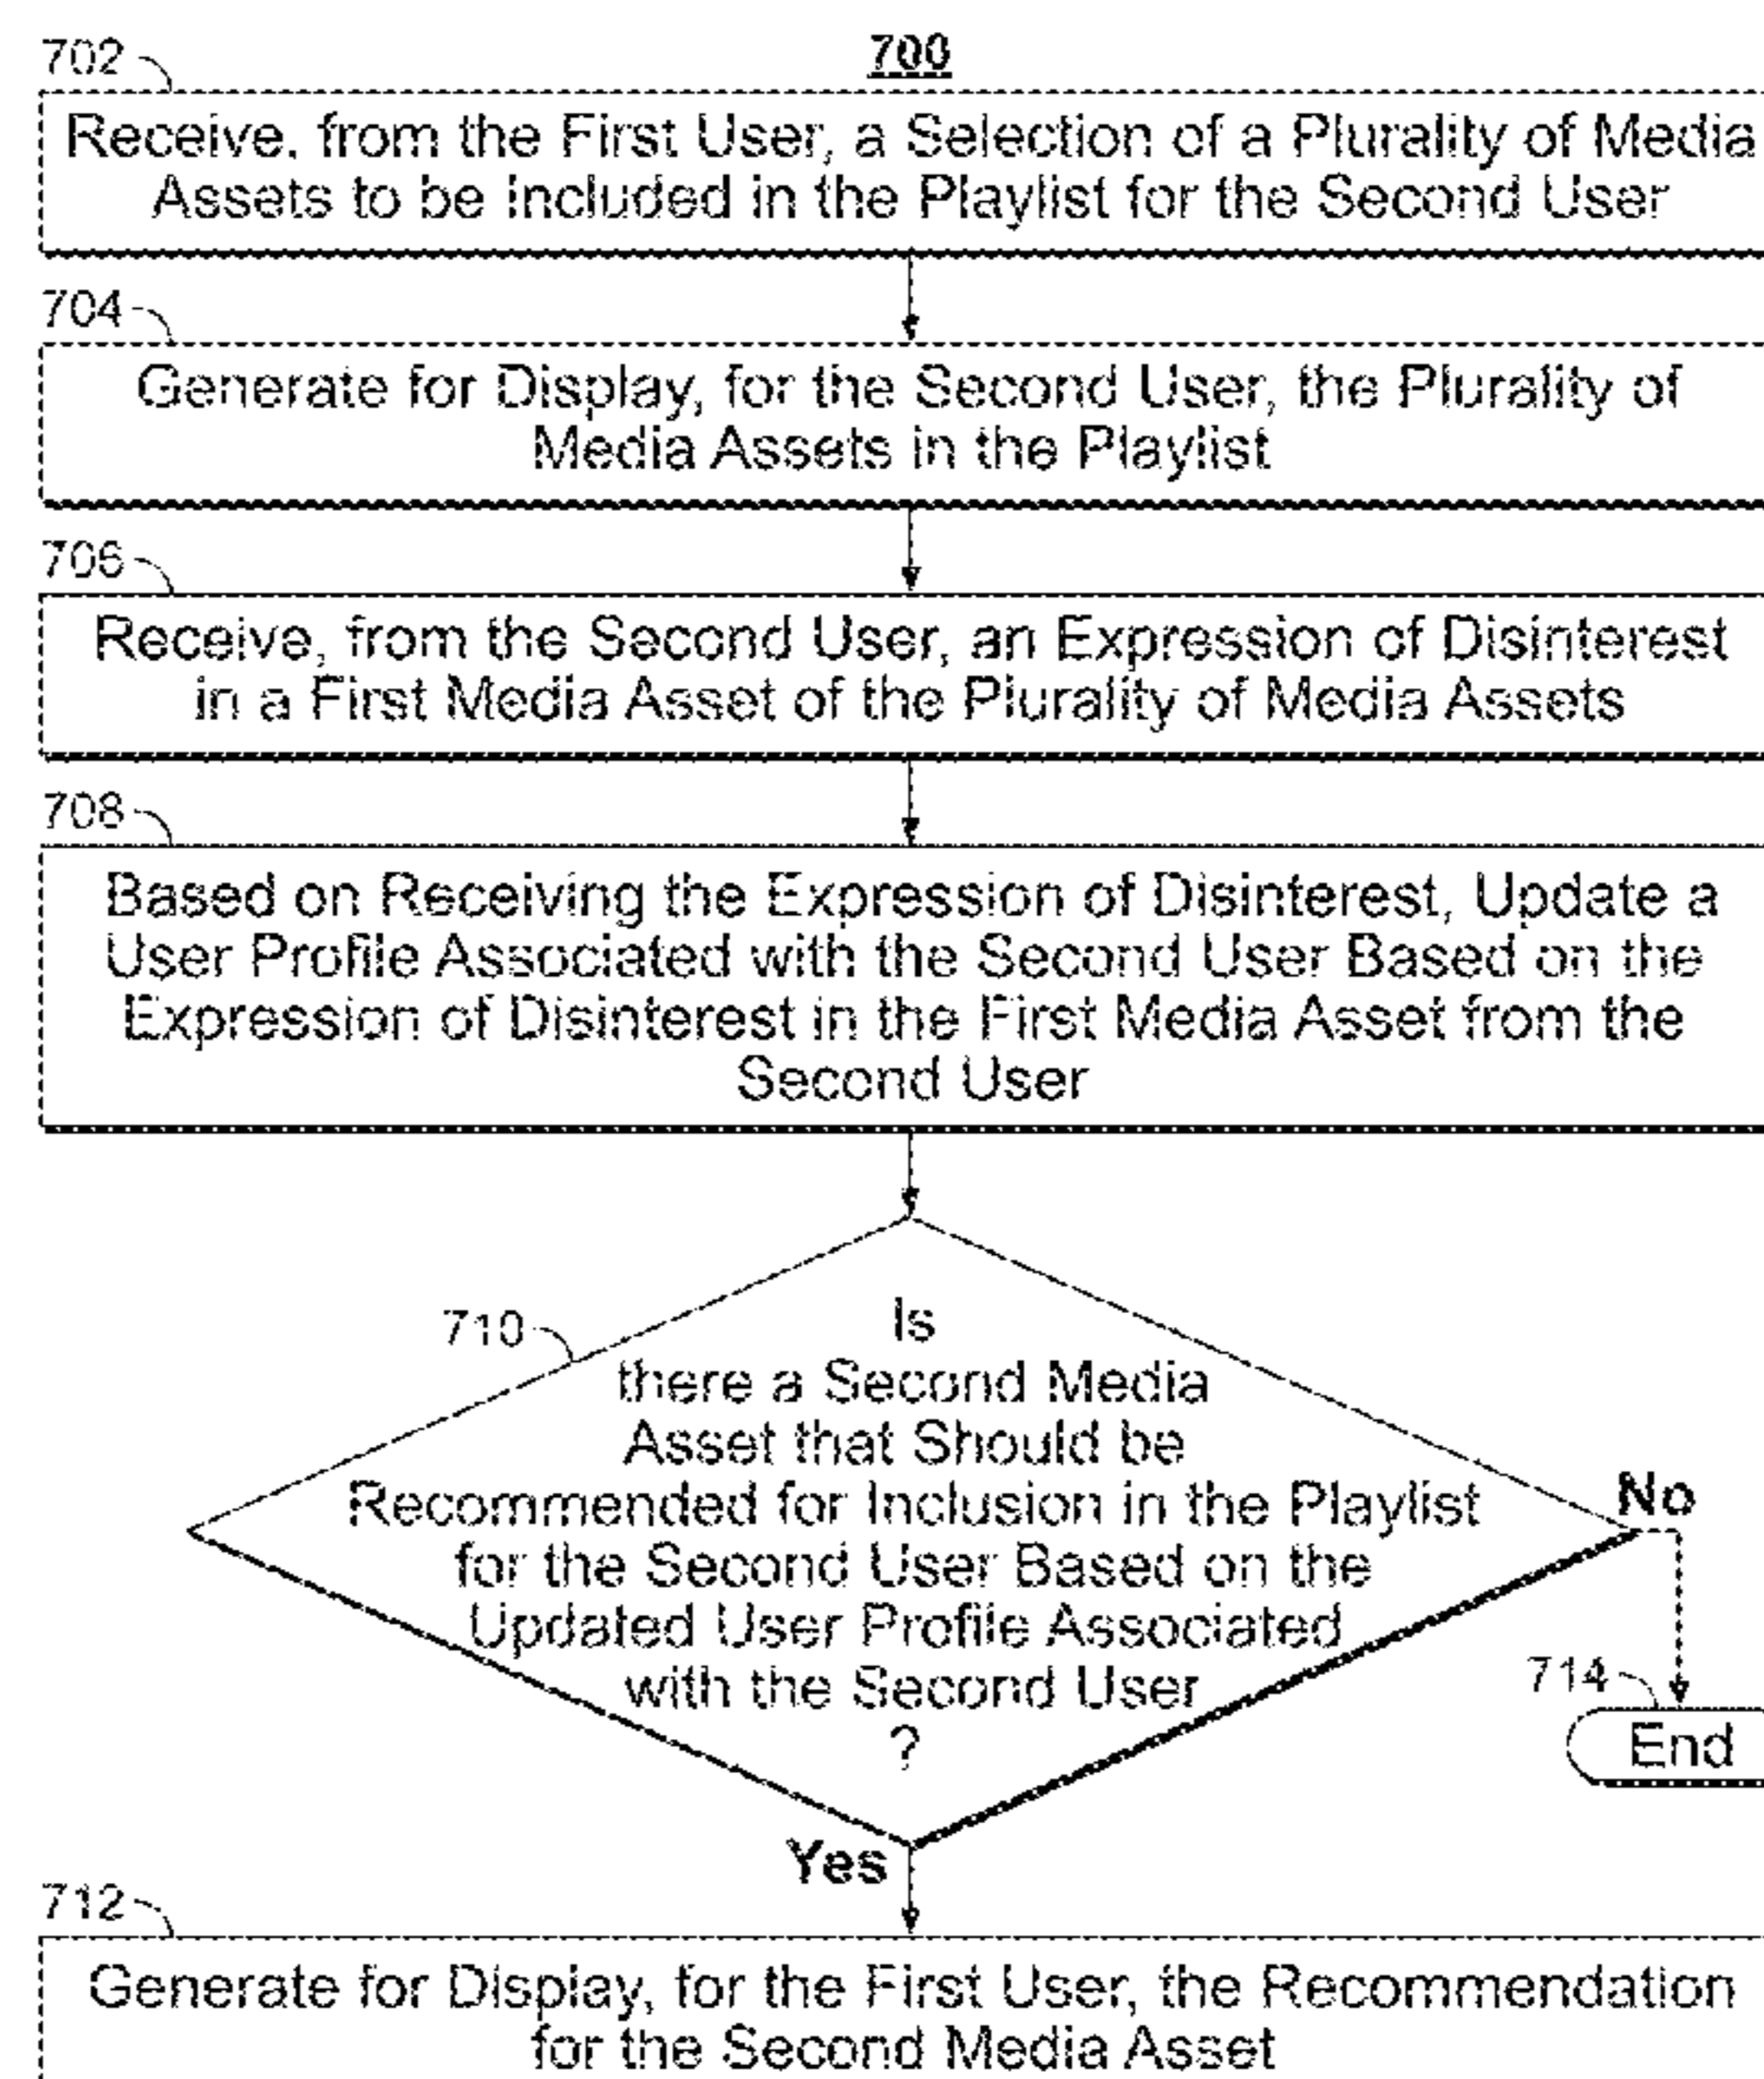 700
702
Receive, from the First User, a Selection of a Plurality of Media
Assets to be Included in the Playlist for the Second User
704
Generate for Display, for the Second User, the Plurality of
Media Assets in the Playlist
706
Receive, from the Second User, an Expression of Disinterest
in a First Media Asset of the Plurality of Media Assets
708
Based on Receiving the Expression of Disinterest, Update a
User Profile Associated with the Second User Based on the
Expression of Disinterest in the First Media Asset from the
Second User
710
Is
there a Second Media
Asset that Should be
Recommended for Inclusion in the Playlist
for the Second User Based on the
Updated User Profile Associated
with the Second User
?
No
714
End
Yes
712
Generate for Display, for the First User, the Recommendation
for the Second Media Asset